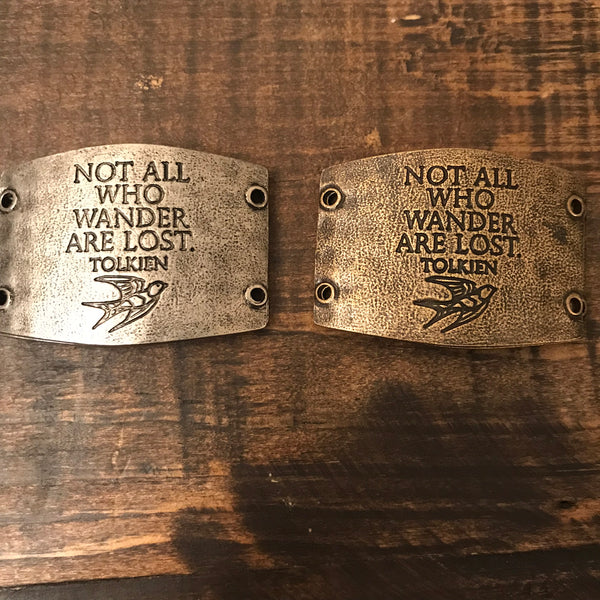 NOT ALL
WHO
WANDER
ARE LOST.
TOLKIEN
NOT ALL
WHO
WANDER
ARE LOST.
TOLKIEN